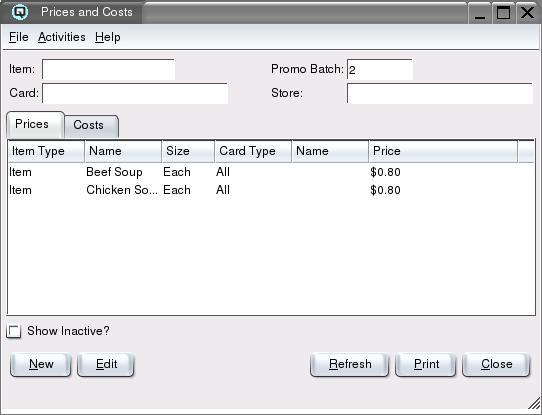 Prices and Costs
File Activities Help
Item: Promo Batch: 2
Card: Store:
Prices Costs
Item Type Name Size Card Type Name Price
Item Beef Soup Each All $0.80
Item Chicken So... Each All $0.80
Show Inactive?
New Edit Refresh Print Close